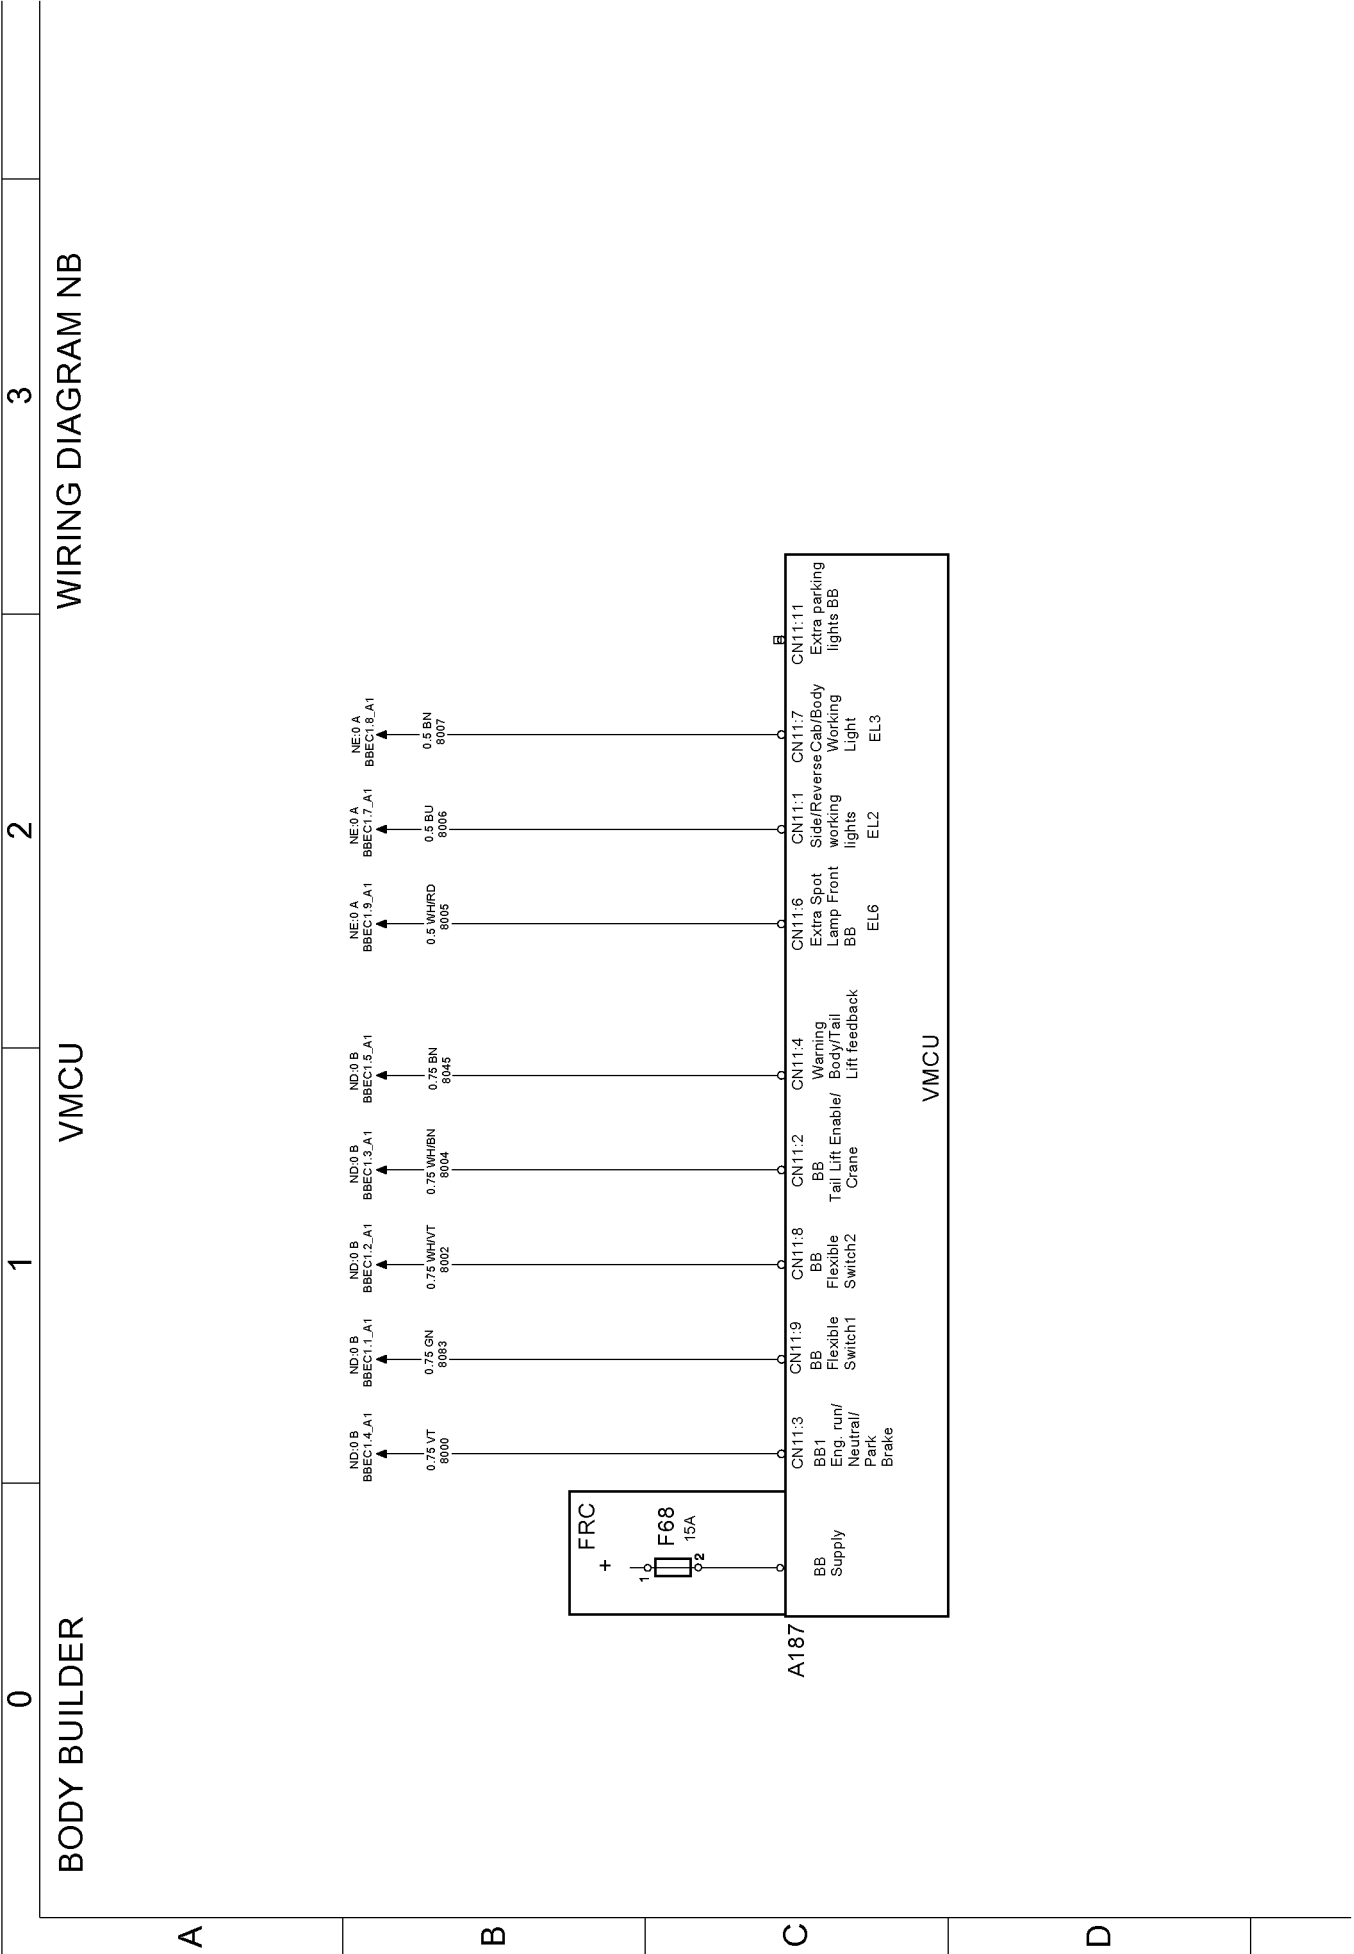 0
1
2
3
BODY BUILDER
VMCU
WIRING DIAGRAM NB
A
B
C
D
ND:0 B
BBEC1.4_A1
0.75 VT
8000
ND:0 B
BBEC1.1_A1
0.75 GN
8083
ND:0 B
BBEC1.2_A1
0.75 WH/VT
8002
ND:0 B
BBEC1.3_A1
0.75 WH/BN
8004
ND:0 B
BBEC1.5_A1
0.75 BN
8045
NE:0 A
BBEC1.9_A1
0.5 WH/RD
8005
NE:0 A
BBEC1.7_A1
0.5 BU
8006
NE:0 A
BBEC1.8_A1
0.5 BN
8007
FRC
+
1
F68
15A
2
A187
BB
Supply
CN11:3
BB1
Eng. run/
Neutral/
Park
Brake
CN11:9
BB
Flexible
Switch1
CN11:8
BB
Flexible
Switch2
CN11:2
BB
Tail Lift Enable/
Crane
CN11:4
Warning
Body/Tail
Lift feedback
CN11:6
Extra Spot
Lamp Front
BB
EL6
CN11:1
Side/Reverse
working
lights
EL2
CN11:7
Cab/Body
Working
Light
EL3
CN11:11
Extra parking
lights BB
VMCU